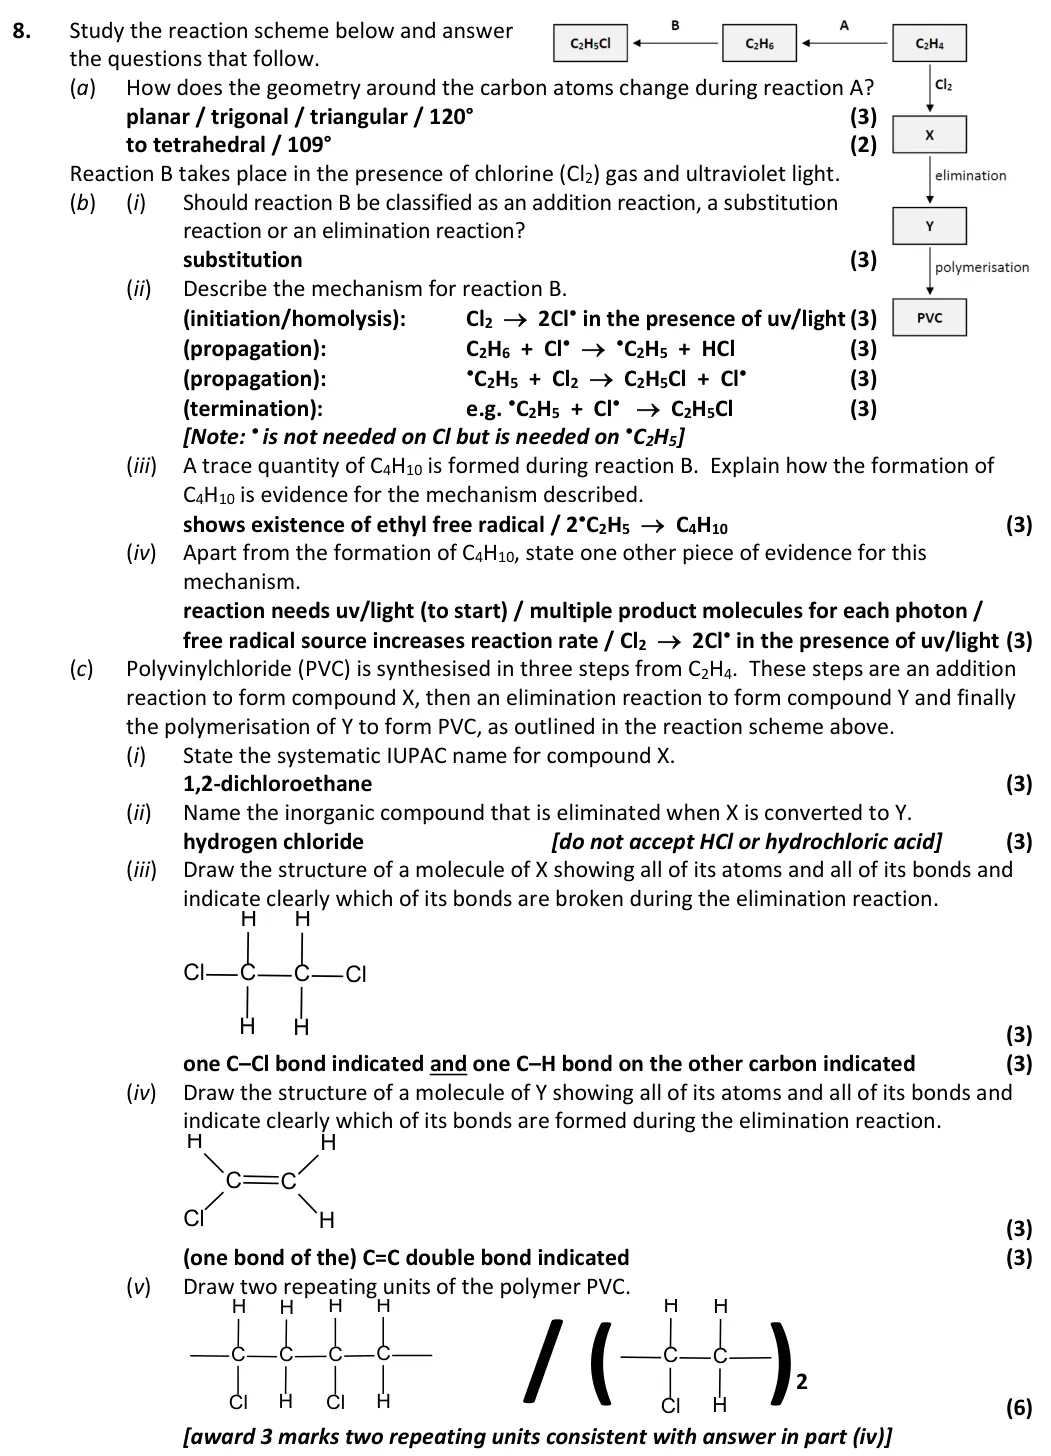 8. Study the reaction scheme below and answer
the questions that follow.
C₂H₅Cl B C₂H₆ A C₂H₄
Cl₂
X
elimination
Y
polymerisation
PVC
(a) How does the geometry around the carbon atoms change during reaction A?
planar / trigonal / triangular / 120° (3)
to tetrahedral / 109° (2)
Reaction B takes place in the presence of chlorine (Cl₂) gas and ultraviolet light.
(b) (i) Should reaction B be classified as an addition reaction, a substitution
reaction or an elimination reaction?
substitution (3)
(ii) Describe the mechanism for reaction B.
(initiation/homolysis): Cl₂ → 2Cl• in the presence of uv/light (3)
(propagation): C₂H₆ + Cl• → •C₂H₅ + HCl (3)
(propagation): •C₂H₅ + Cl₂ → C₂H₅Cl + Cl• (3)
(termination): e.g. •C₂H₅ + Cl• → C₂H₅Cl (3)
[Note: • is not needed on Cl but is needed on •C₂H₅]
(iii) A trace quantity of C₄H₁₀ is formed during reaction B. Explain how the formation of
C₄H₁₀ is evidence for the mechanism described.
shows existence of ethyl free radical / 2•C₂H₅ → C₄H₁₀ (3)
(iv) Apart from the formation of C₄H₁₀, state one other piece of evidence for this
mechanism.
reaction needs uv/light (to start) / multiple product molecules for each photon /
free radical source increases reaction rate / Cl₂ → 2Cl• in the presence of uv/light (3)
(c) Polyvinylchloride (PVC) is synthesised in three steps from C₂H₄. These steps are an addition
reaction to form compound X, then an elimination reaction to form compound Y and finally
the polymerisation of Y to form PVC, as outlined in the reaction scheme above.
(i) State the systematic IUPAC name for compound X.
1,2-dichloroethane (3)
(ii) Name the inorganic compound that is eliminated when X is converted to Y.
hydrogen chloride [do not accept HCl or hydrochloric acid] (3)
(iii) Draw the structure of a molecule of X showing all of its atoms and all of its bonds and
indicate clearly which of its bonds are broken during the elimination reaction.
H H
Cl C C Cl
H H
(3)
one C–Cl bond indicated and one C–H bond on the other carbon indicated (3)
(iv) Draw the structure of a molecule of Y showing all of its atoms and all of its bonds and
indicate clearly which of its bonds are formed during the elimination reaction.
H H
C C
Cl H
(3)
(one bond of the) C=C double bond indicated (3)
(v) Draw two repeating units of the polymer PVC.
H H H H H H
C C C C / ( C C )₂
Cl H Cl H Cl H
(6)
[award 3 marks two repeating units consistent with answer in part (iv)]